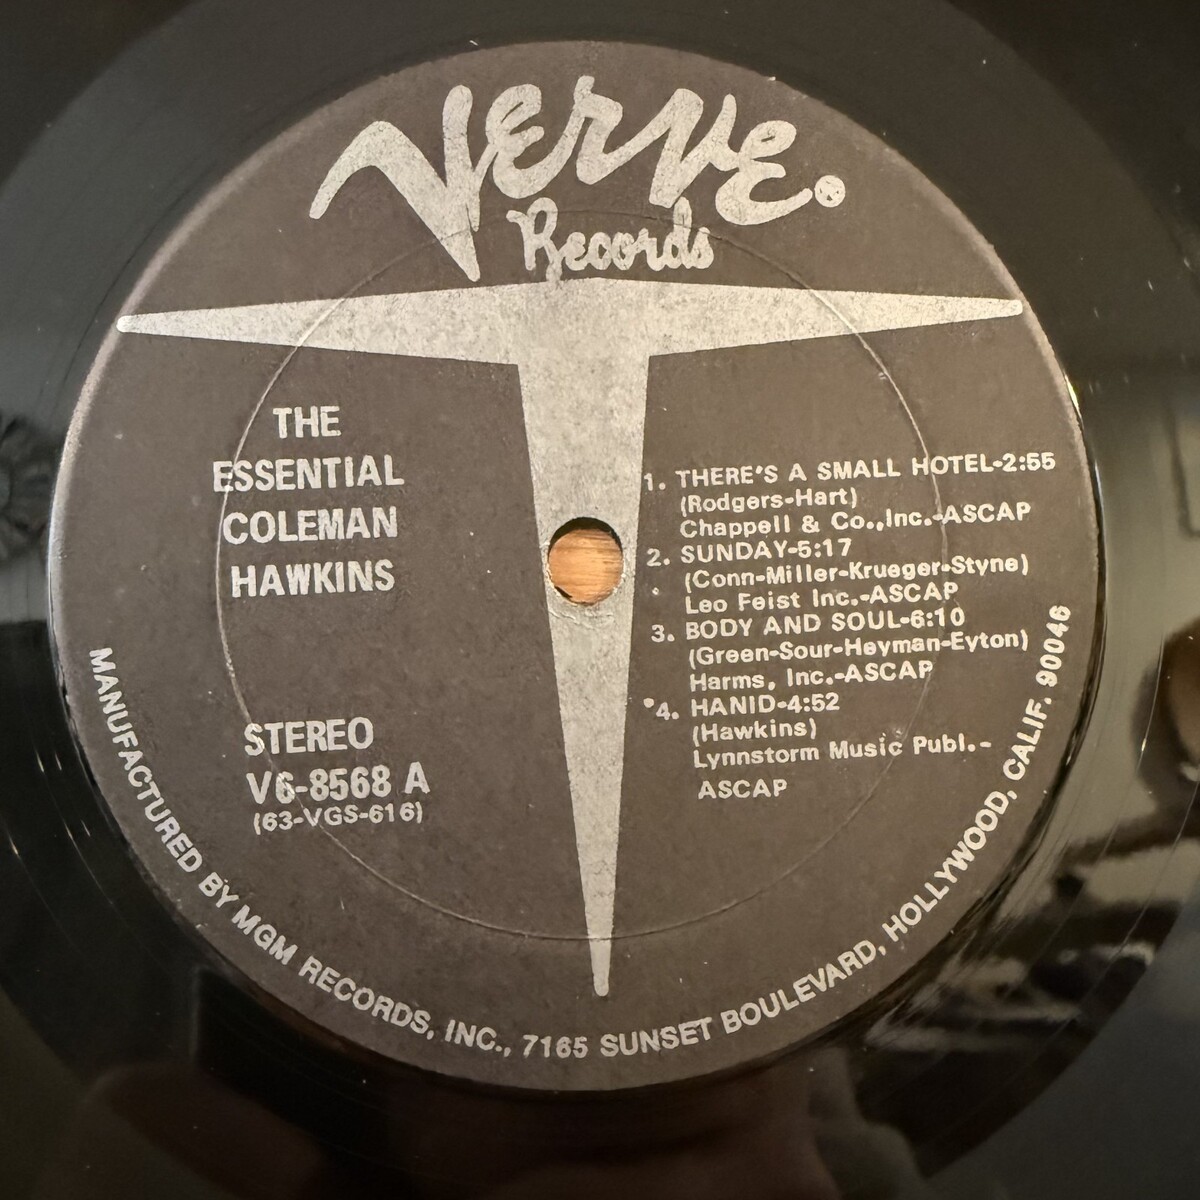 Verve®
Records
THE
ESSENTIAL
COLEMAN
HAWKINS
STEREO
V6-8568 A
(63-VGS-616)
1. THERE'S A SMALL HOTEL-2:55
(Rodgers-Hart)
Chappell & Co.,Inc.-ASCAP
2. SUNDAY-5:17
(Conn-Miller-Krueger-Styne)
Leo Feist Inc.-ASCAP
3. BODY AND SOUL-6:10
(Green-Sour-Heyman-Eyton)
Harms, Inc.-ASCAP
*4. HANID-4:52
(Hawkins)
Lynnstorm Music Publ.-
ASCAP
MANUFACTURED BY MGM RECORDS, INC., 7165 SUNSET BOULEVARD, HOLLYWOOD, CALIF. 90046